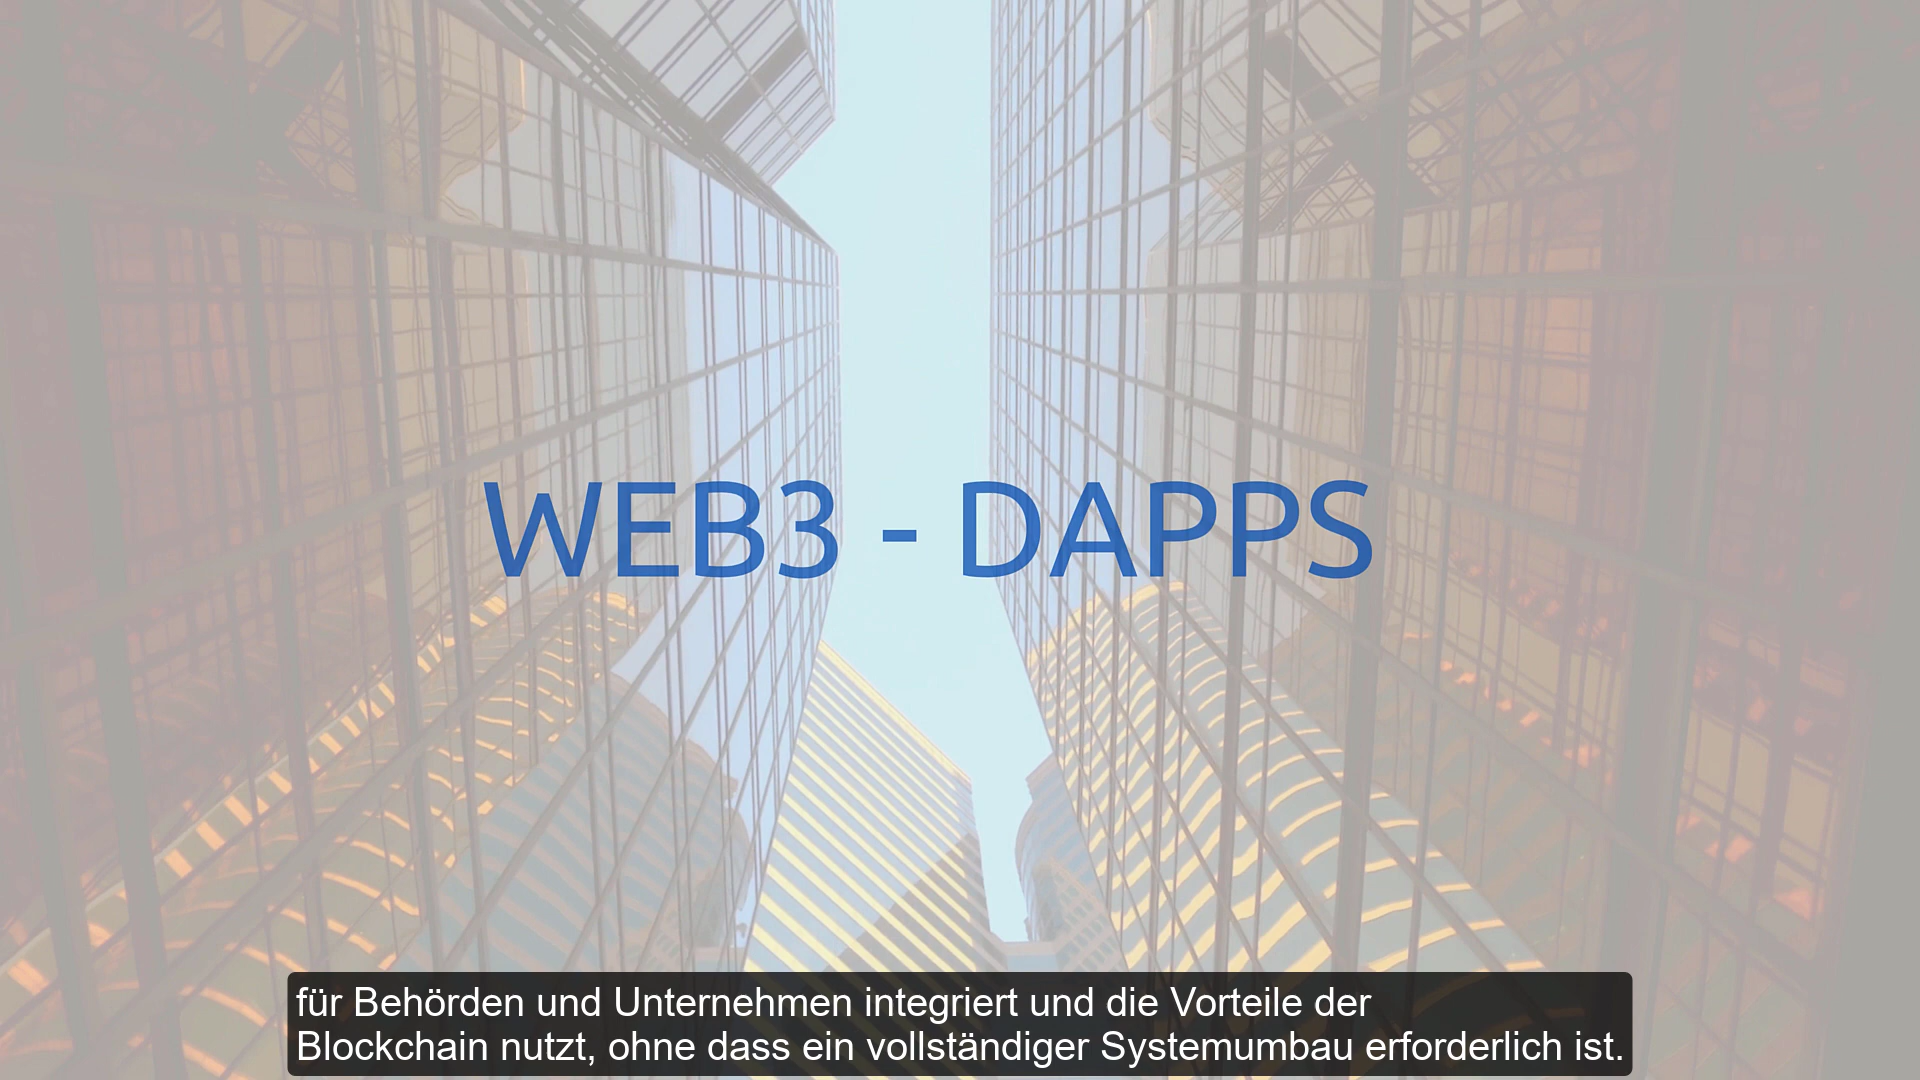 WEB3 - DAPPS
für Behörden und Unternehmen integriert und die Vorteile der
Blockchain nutzt, ohne dass ein vollständiger Systemumbau erforderlich ist.